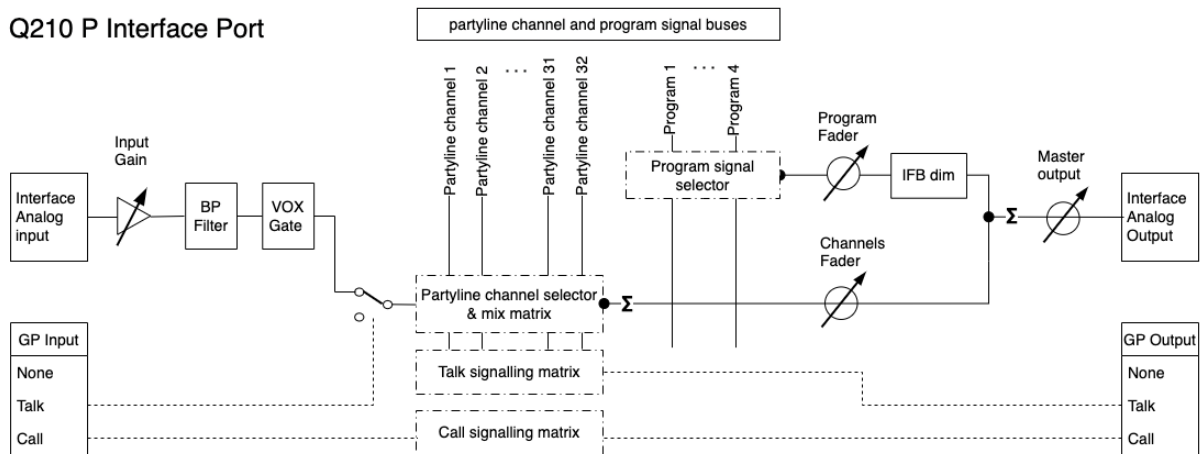 Q210 P Interface Port
partyline channel and program signal buses
Partyline channel 1
Partyline channel 2
...
Partyline channel 31
Partyline channel 32
Program 1
...
Program 4
Input
Gain
Interface
Analog
input
BP
Filter
VOX
Gate
Program signal
selector
Program
Fader
IFB dim
Master
output
Σ
Interface
Analog
Output
Channels
Fader
Partyline channel selector
& mix matrix
Σ
GP Input
None
Talk
Call
Talk signalling matrix
Call signalling matrix
GP Output
None
Talk
Call